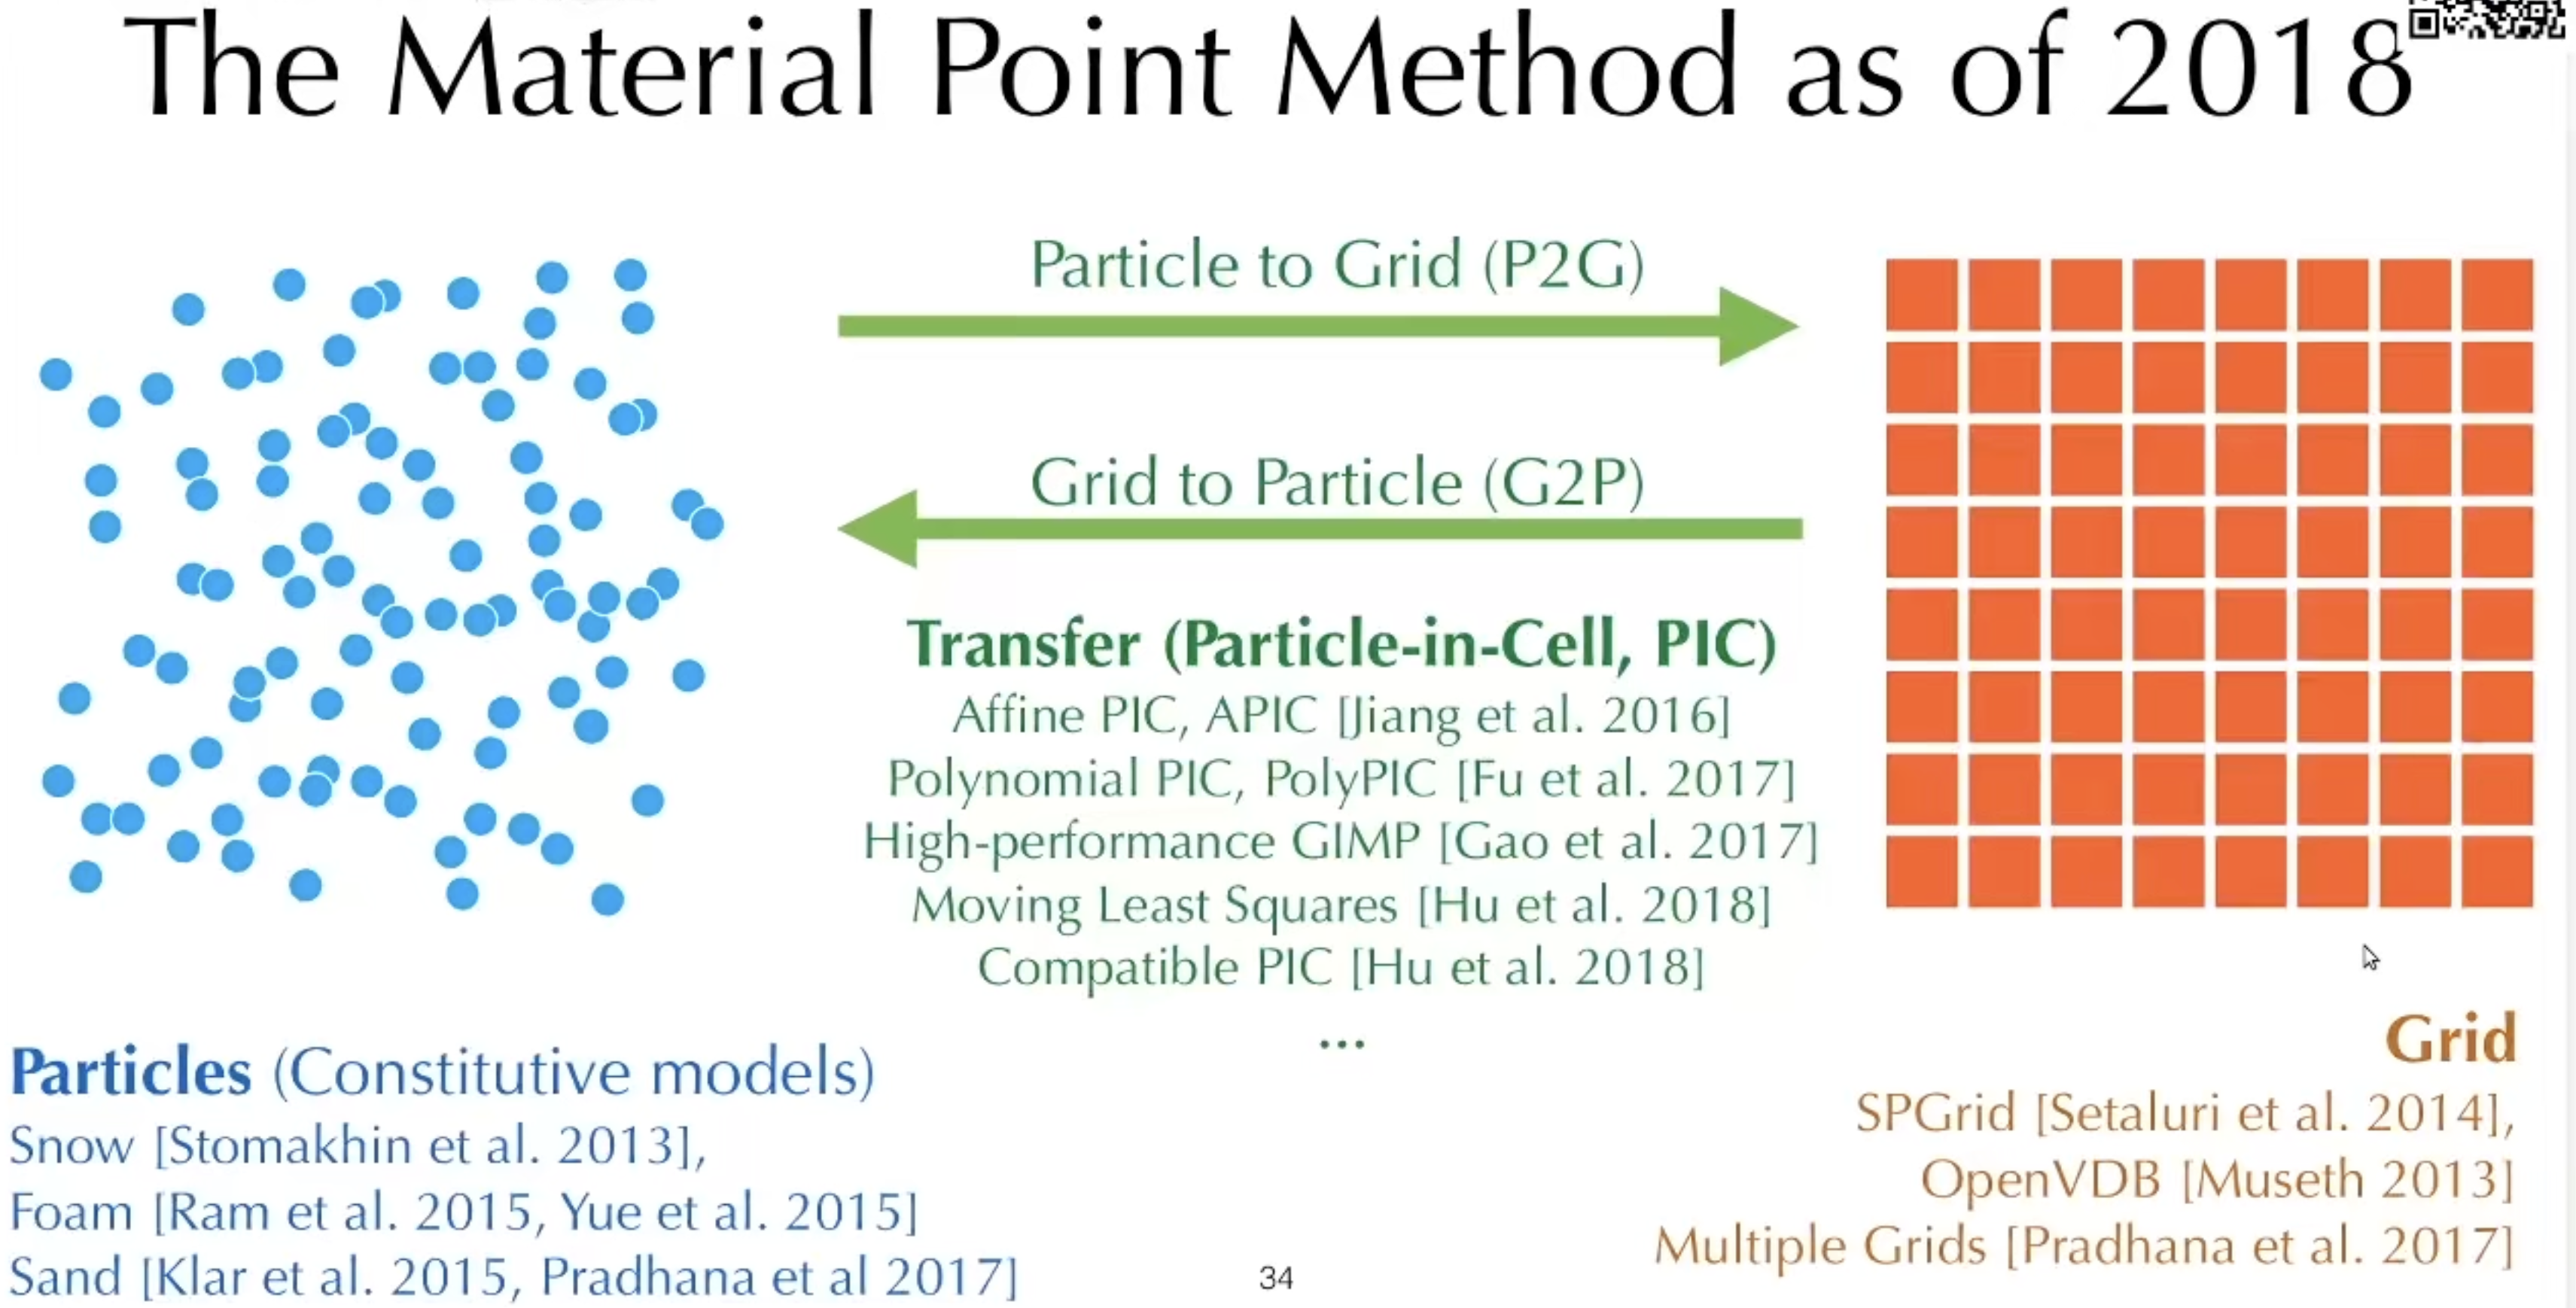 The Material Point Method as of 2018
Particle to Grid (P2G)
Grid to Particle (G2P)
Transfer (Particle-in-Cell, PIC)
Affine PIC, APIC [Jiang et al. 2016]
Polynomial PIC, PolyPIC [Fu et al. 2017]
High-performance GIMP [Gao et al. 2017]
Moving Least Squares [Hu et al. 2018]
Compatible PIC [Hu et al. 2018]
...
Particles (Constitutive models)
Snow [Stomakhin et al. 2013],
Foam [Ram et al. 2015, Yue et al. 2015]
Sand [Klar et al. 2015, Pradhana et al 2017]
Grid
SPGrid [Setaluri et al. 2014],
OpenVDB [Museth 2013]
Multiple Grids [Pradhana et al. 2017]
34